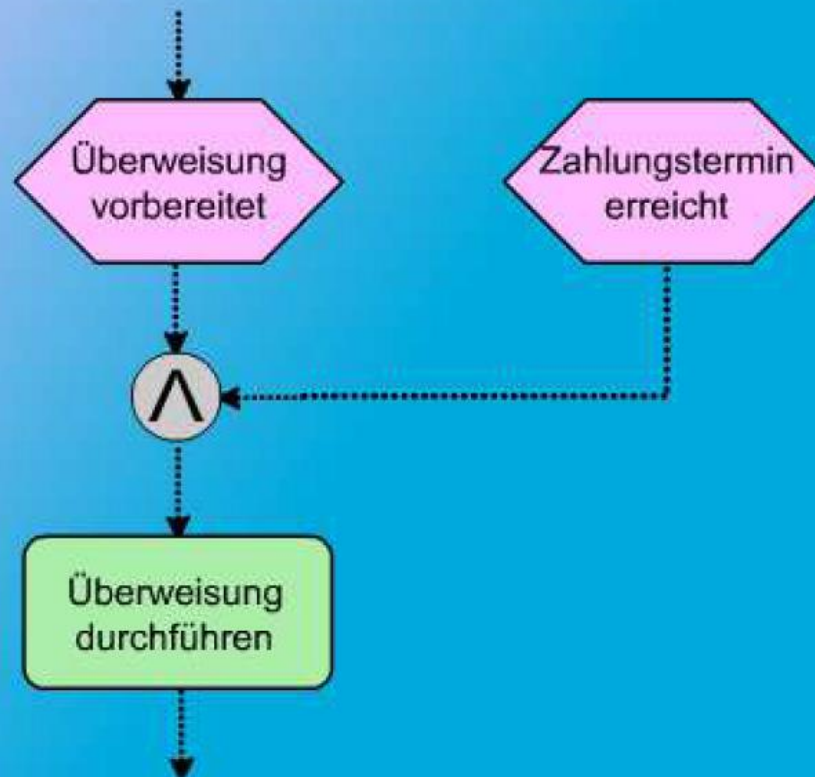 Überweisung
vorbereitet
Zahlungstermin
erreicht
Λ
Überweisung
durchführen